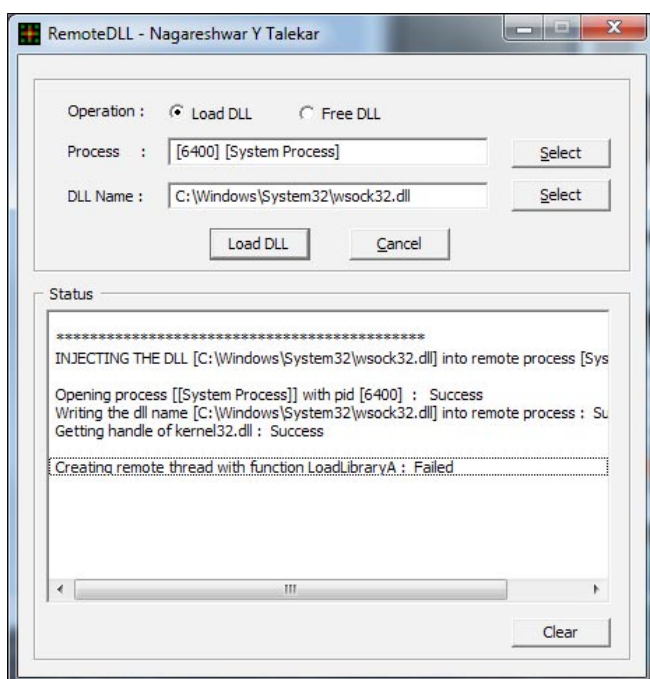 RemoteDLL - Nagareshwar Y Talekar
Operation : Load DLL Free DLL
Process : [6400] [System Process] Select
DLL Name : C:\Windows\System32\wsock32.dll Select
Load DLL Cancel
Status
********************************************
INJECTING THE DLL [C:\Windows\System32\wsock32.dll] into remote process [Sys
Opening process [[System Process]] with pid [6400] : Success
Writing the dll name [C:\Windows\System32\wsock32.dll] into remote process : Su
Getting handle of kernel32.dll : Success
Creating remote thread with function LoadLibraryA : Failed
Clear